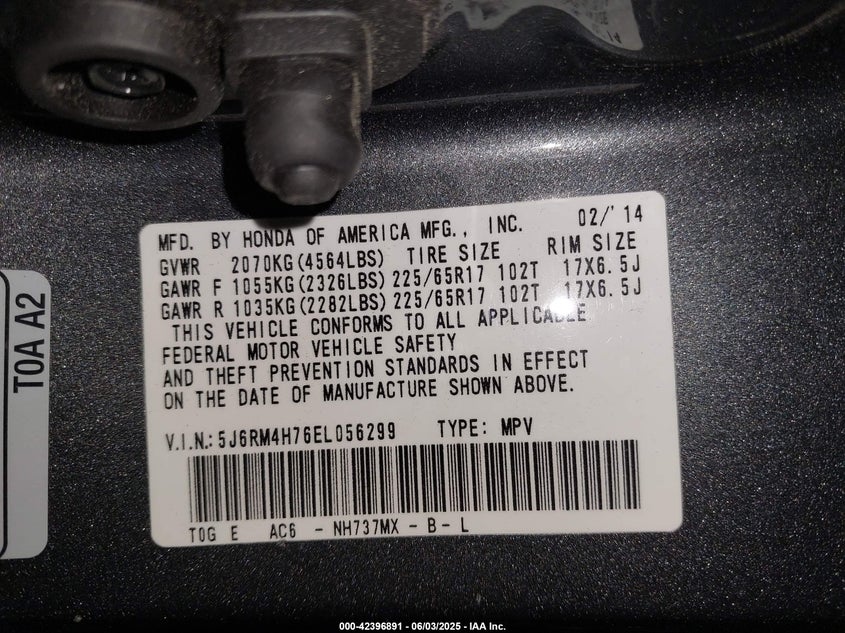 MFD. BY HONDA OF AMERICA MFG., INC. 02/'14
GVWR 2070KG(4564LBS) TIRE SIZE RIM SIZE
GAWR F 1055KG(2326LBS) 225/65R17 102T 17X6.5J
GAWR R 1035KG(2282LBS) 225/65R17 102T 17X6.5J
THIS VEHICLE CONFORMS TO ALL APPLICABLE
FEDERAL MOTOR VEHICLE SAFETY
AND THEFT PREVENTION STANDARDS IN EFFECT
ON THE DATE OF MANUFACTURE SHOWN ABOVE.
V.I.N.: 5J6RM4H76EL056299 TYPE: MPV
T0G E AC6 - NH737MX - B - L
T0A A2
000-42396891 - 06/03/2025 - IAA Inc.